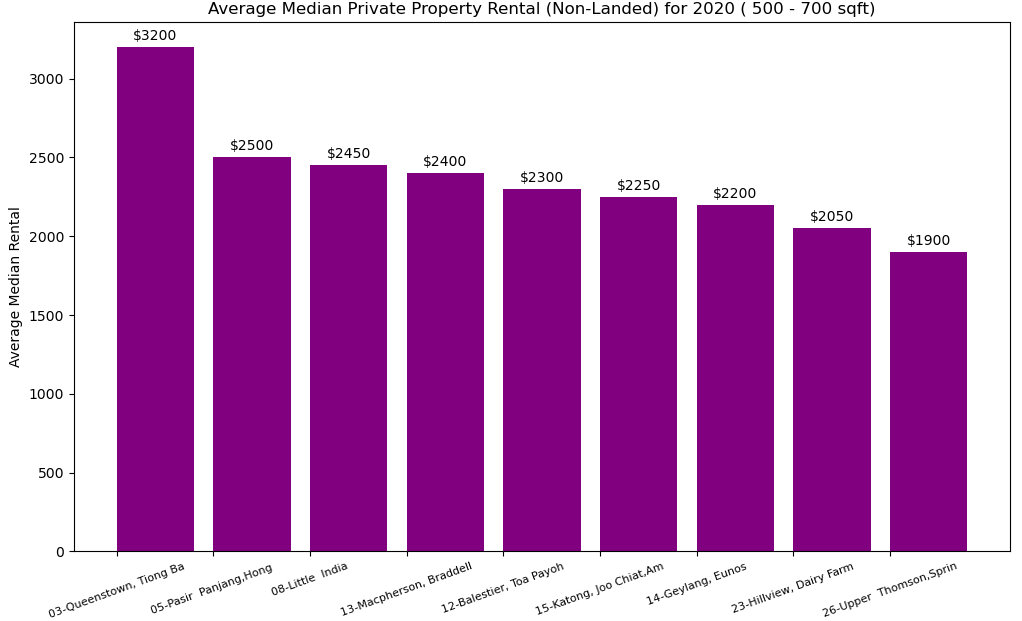 Average Median Private Property Rental (Non-Landed) for 2020 ( 500 - 700 sqft)
$3200
$2500
$2450
$2400
$2300
$2250
$2200
$2050
$1900
3000
2500
2000
1500
1000
500
0
Average Median Rental
03-Queenstown, Tiong Ba
05-Pasir  Panjang,Hong
08-Little  India
13-Macpherson, Braddell
12-Balestier, Toa Payoh
15-Katong, Joo Chiat,Am
14-Geylang, Eunos
23-Hillview, Dairy Farm
26-Upper  Thomson,Sprin